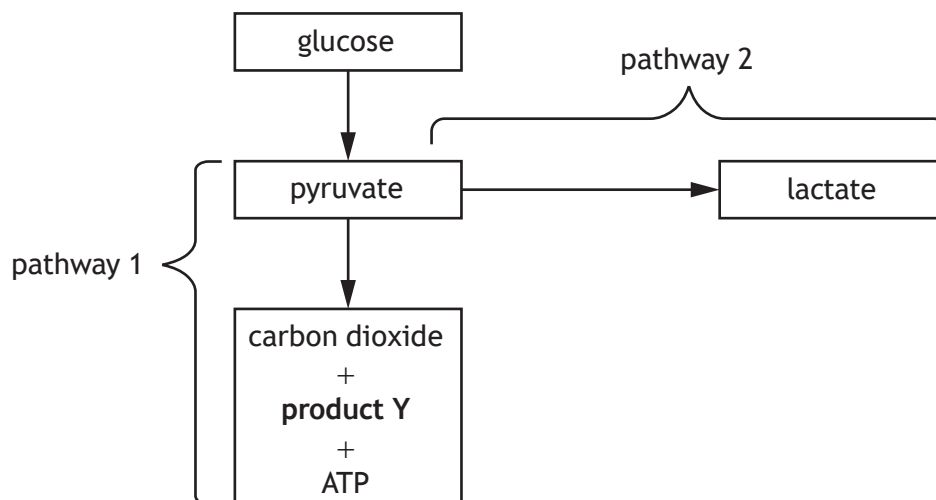 glucose
pathway 2
pyruvate
lactate
pathway 1
carbon dioxide
+
product Y
+
ATP